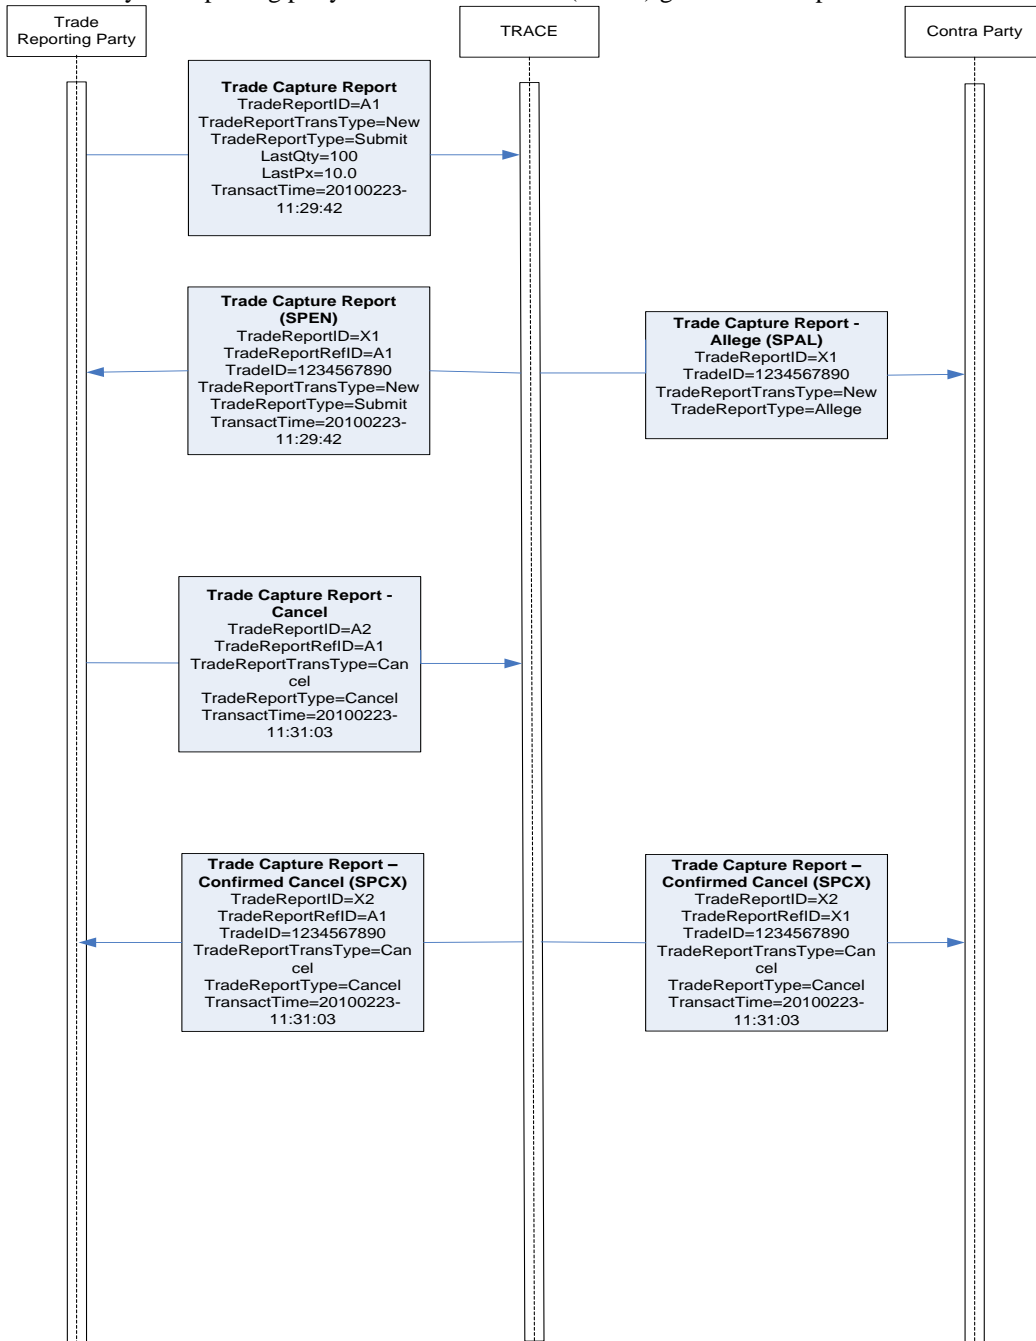 reporting party
Trade
Reporting Party
TRACE
Contra Party
Trade Capture Report
TradeReportID=A1
TradeReportTransType=New
TradeReportType=Submit
LastQty=100
LastPx=10.0
TransactTime=20100223-
11:29:42
Trade Capture Report
(SPEN)
TradeReportID=X1
TradeReportRefID=A1
TradeID=1234567890
TradeReportTransType=New
TradeReportType=Submit
TransactTime=20100223-
11:29:42
Trade Capture Report -
Allege (SPAL)
TradeReportID=X1
TradeID=1234567890
TradeReportTransType=New
TradeReportType=Allege
Trade Capture Report -
Cancel
TradeReportID=A2
TradeReportRefID=A1
TradeReportTransType=Can
cel
TradeReportType=Cancel
TransactTime=20100223-
11:31:03
Trade Capture Report –
Confirmed Cancel (SPCX)
TradeReportID=X2
TradeReportRefID=A1
TradeID=1234567890
TradeReportTransType=Can
cel
TradeReportType=Cancel
TransactTime=20100223-
11:31:03
Trade Capture Report –
Confirmed Cancel (SPCX)
TradeReportID=X2
TradeReportRefID=X1
TradeID=1234567890
TradeReportTransType=Can
cel
TradeReportType=Cancel
TransactTime=20100223-
11:31:03